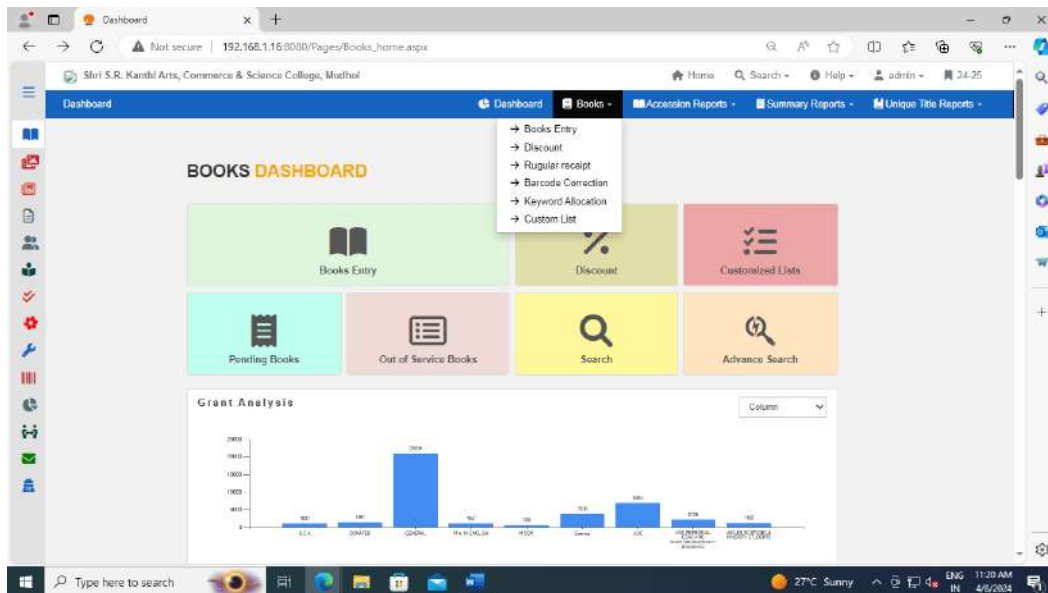 Dashboard
Not secure | 192.168.1.16:8080/Pages/Books_home.aspx
Shri S.R. Kanthi Arts, Commerce & Science College, Mudhol
Home Search Help admin 24-25
Dashboard Dashboard Books Accession Reports Summary Reports Unique Title Reports
→ Books Entry
→ Discount
→ Rugular receipt
→ Barcode Correction
→ Keyword Allocation
→ Custom List
BOOKS DASHBOARD
Books Entry Discount Customized Lists
Pending Books Out of Service Books Search Advance Search
Grant Analysis
Column
GENERAL
UGC
Type here to search
27°C Sunny ENG 11:20 AM
IN 4/8/2024